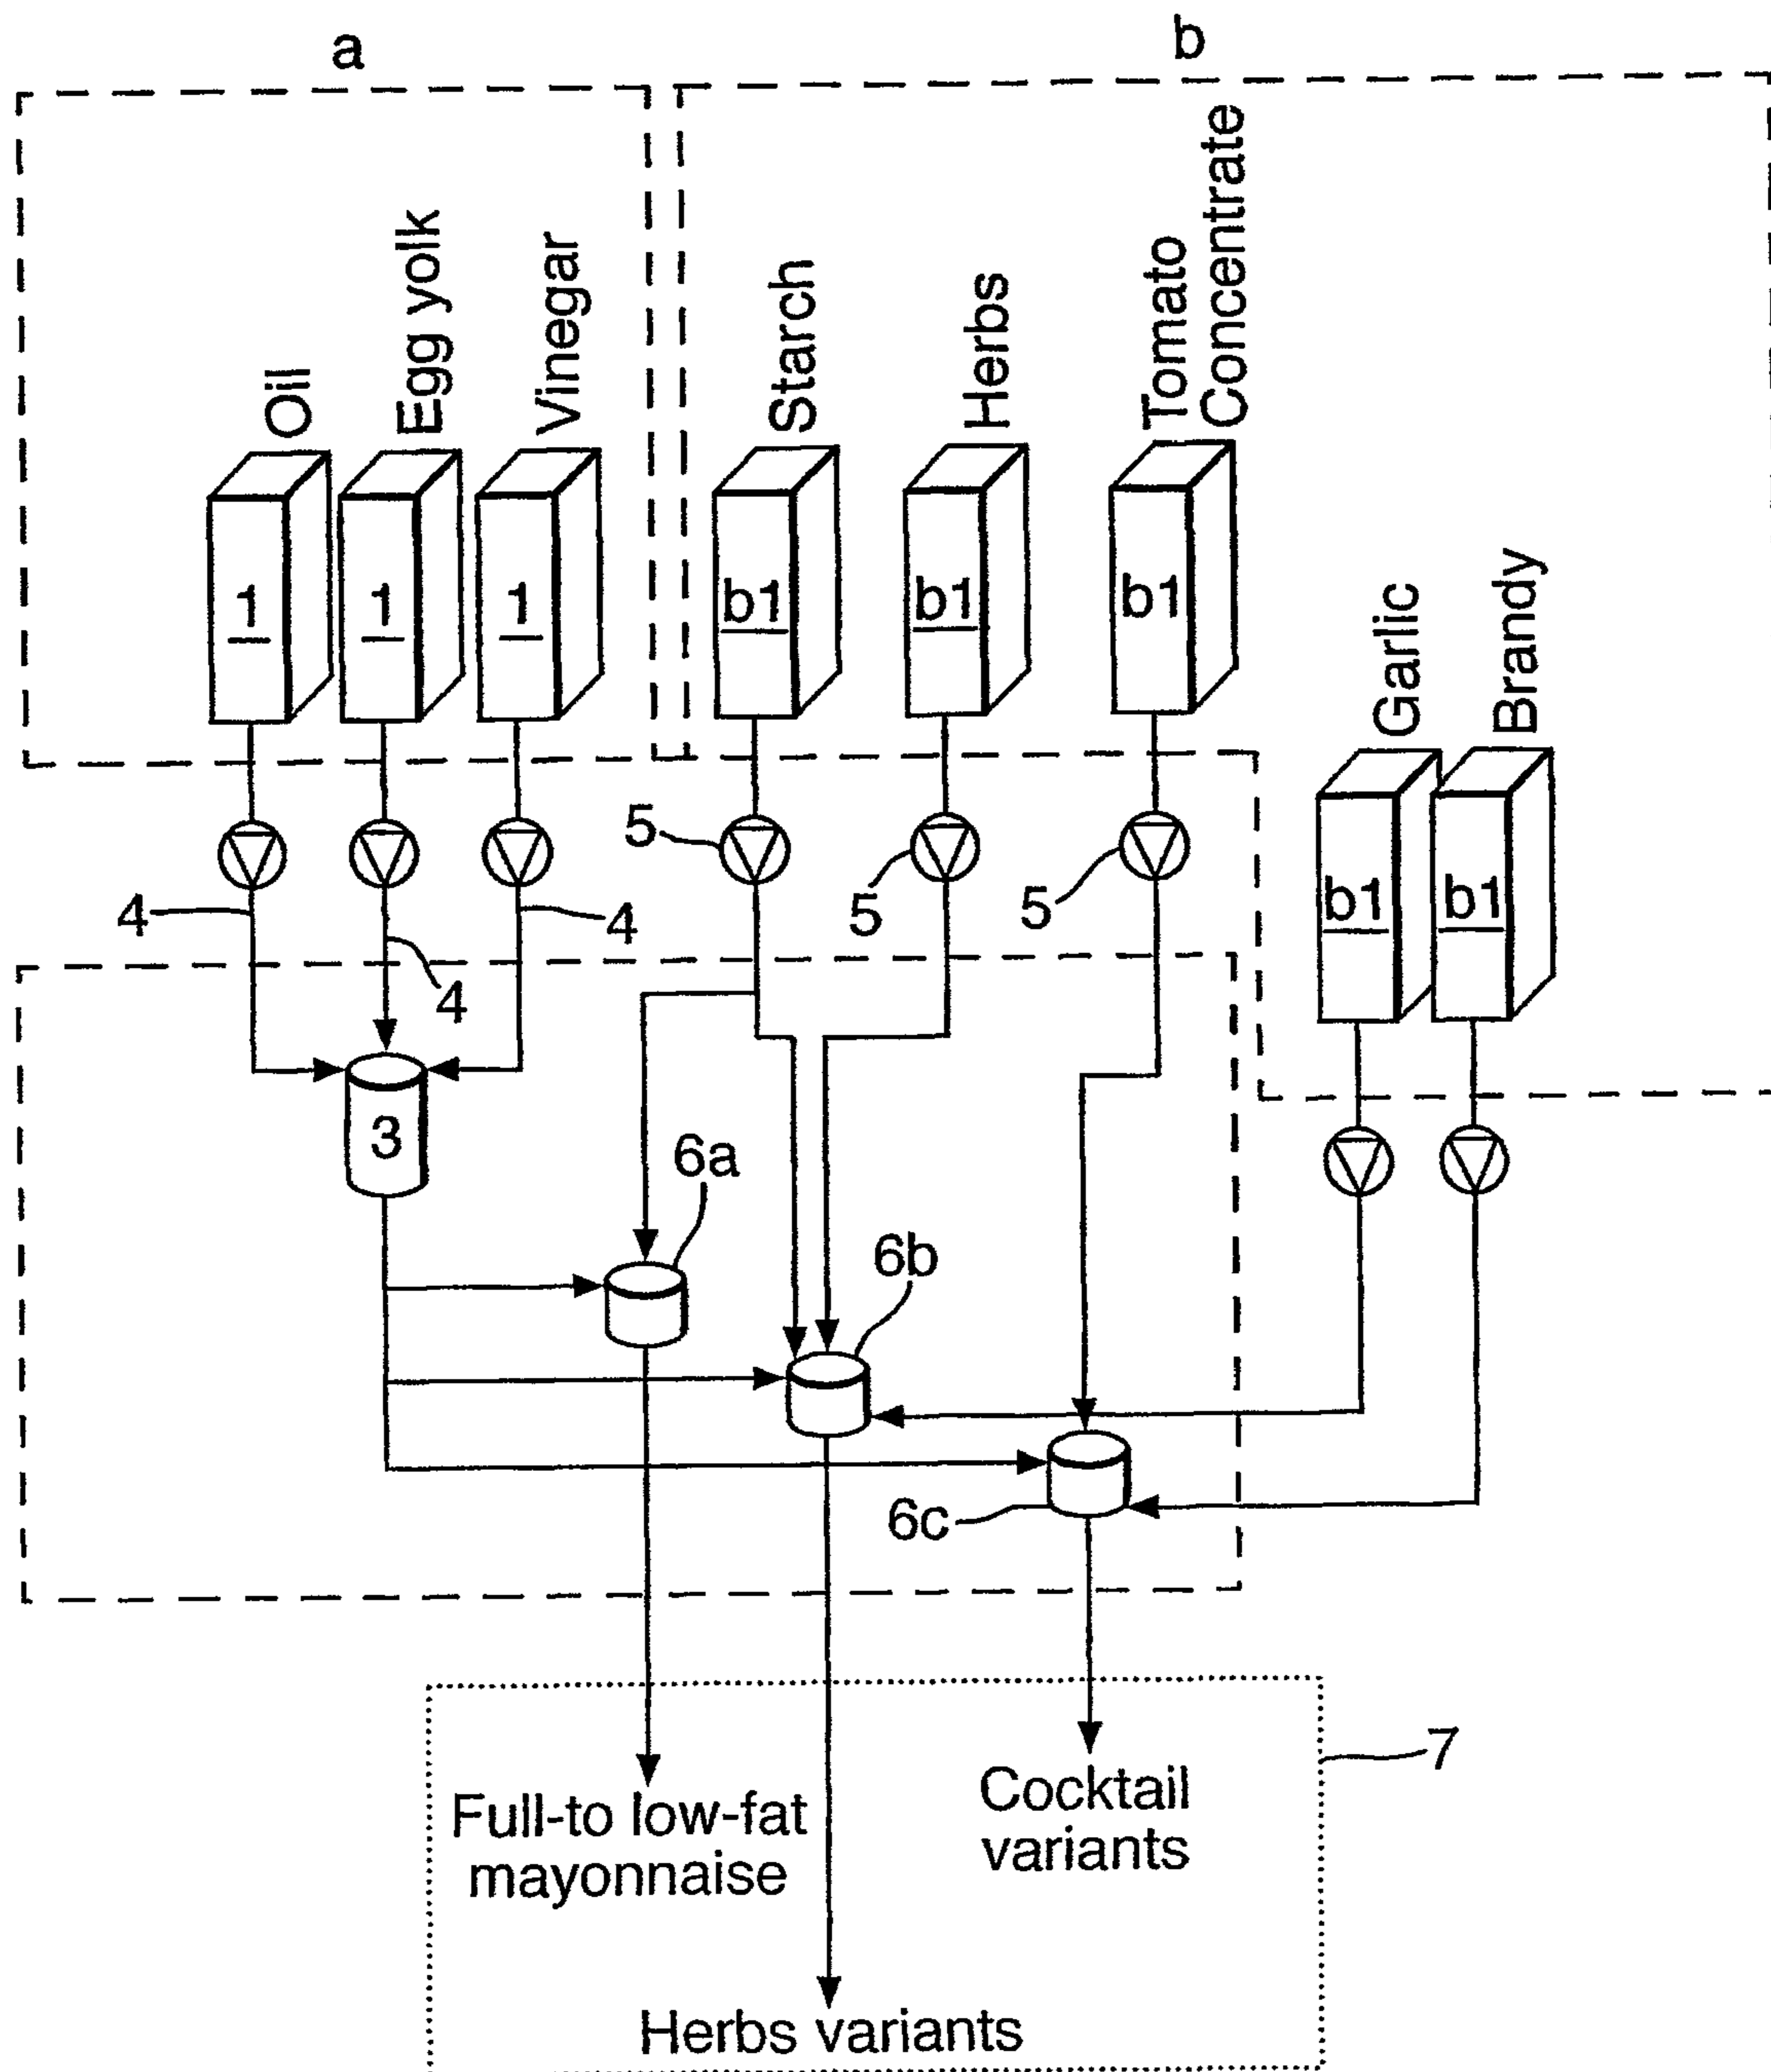 a
b
Oil
Egg yolk
Vinegar
Starch
Herbs
Tomato
Concentrate
Garlic
Brandy
1
1
1
b1
b1
b1
b1
b1
5
5
5
4
4
4
3
6a
6b
6c
7
Full-to low-fat
mayonnaise
Cocktail
variants
Herbs variants